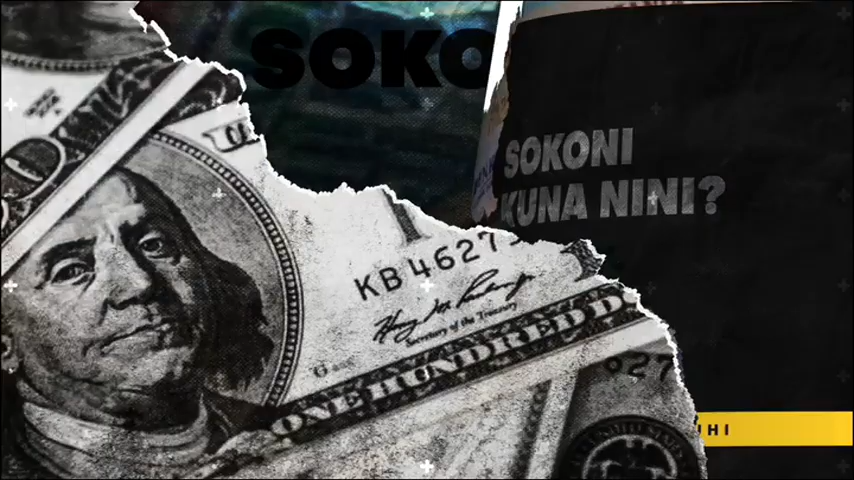 SOKO
SOKONI
KUNA NINI?
KB4627
Secretary of the Treasury
ONE HUNDRED D
627